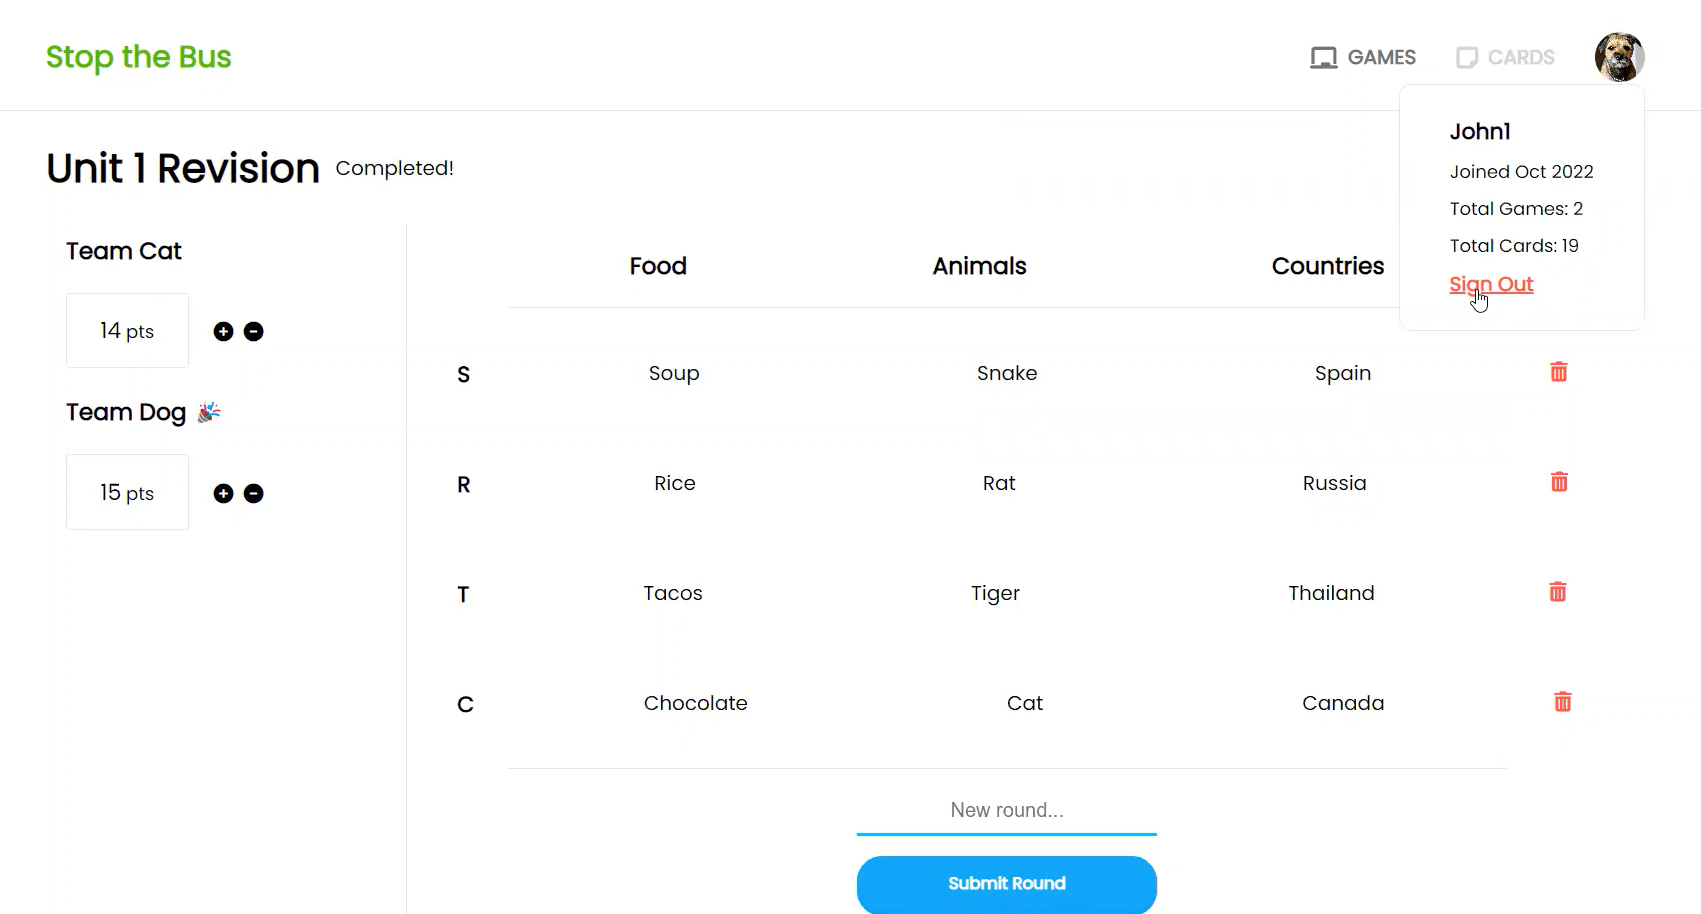 Stop the Bus
GAMES
CARDS
John1
Joined Oct 2022
Total Games: 2
Total Cards: 19
Sign Out
Unit 1 Revision Completed!
Team Cat
14 pts
Team Dog 🎉
15 pts
Food Animals Countries
S Soup Snake Spain
R Rice Rat Russia
T Tacos Tiger Thailand
C Chocolate Cat Canada
New round...
Submit Round